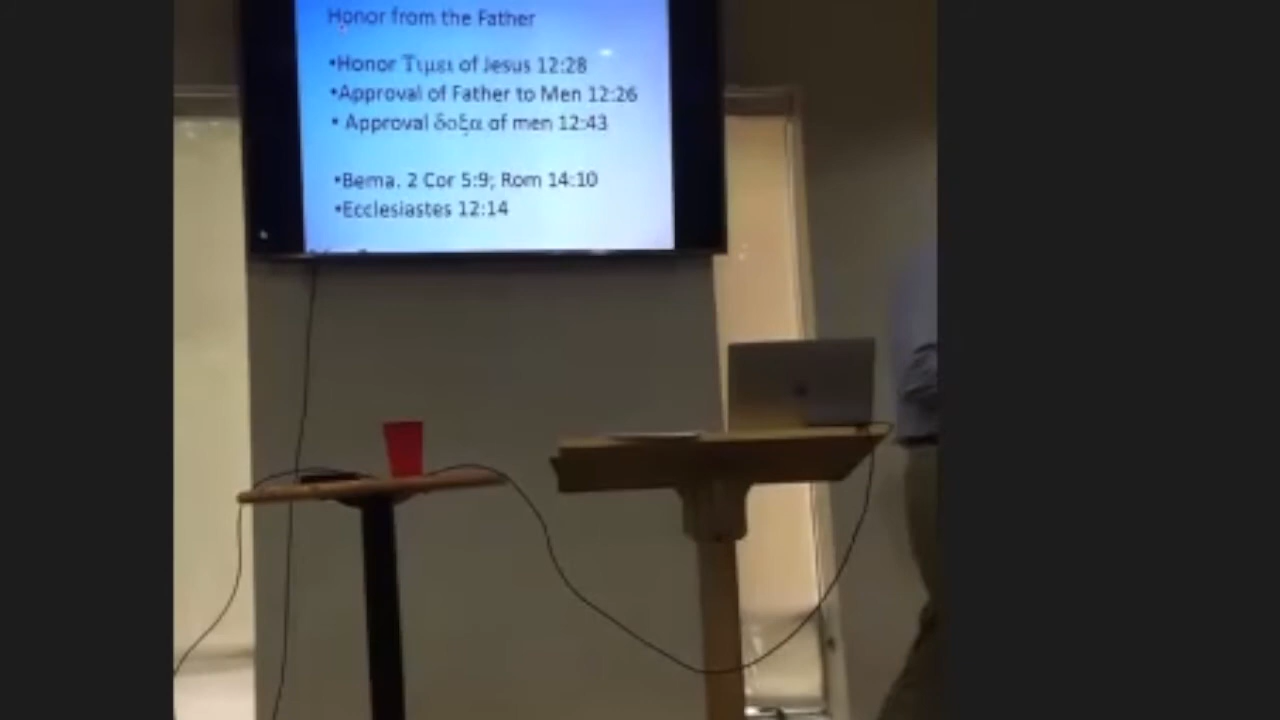 Honor from the Father
•Honor Τιμει of Jesus 12:28
•Approval of Father to Men 12:26
• Approval δοξα of men 12:43
•Bema. 2 Cor 5:9; Rom 14:10
•Ecclesiastes 12:14